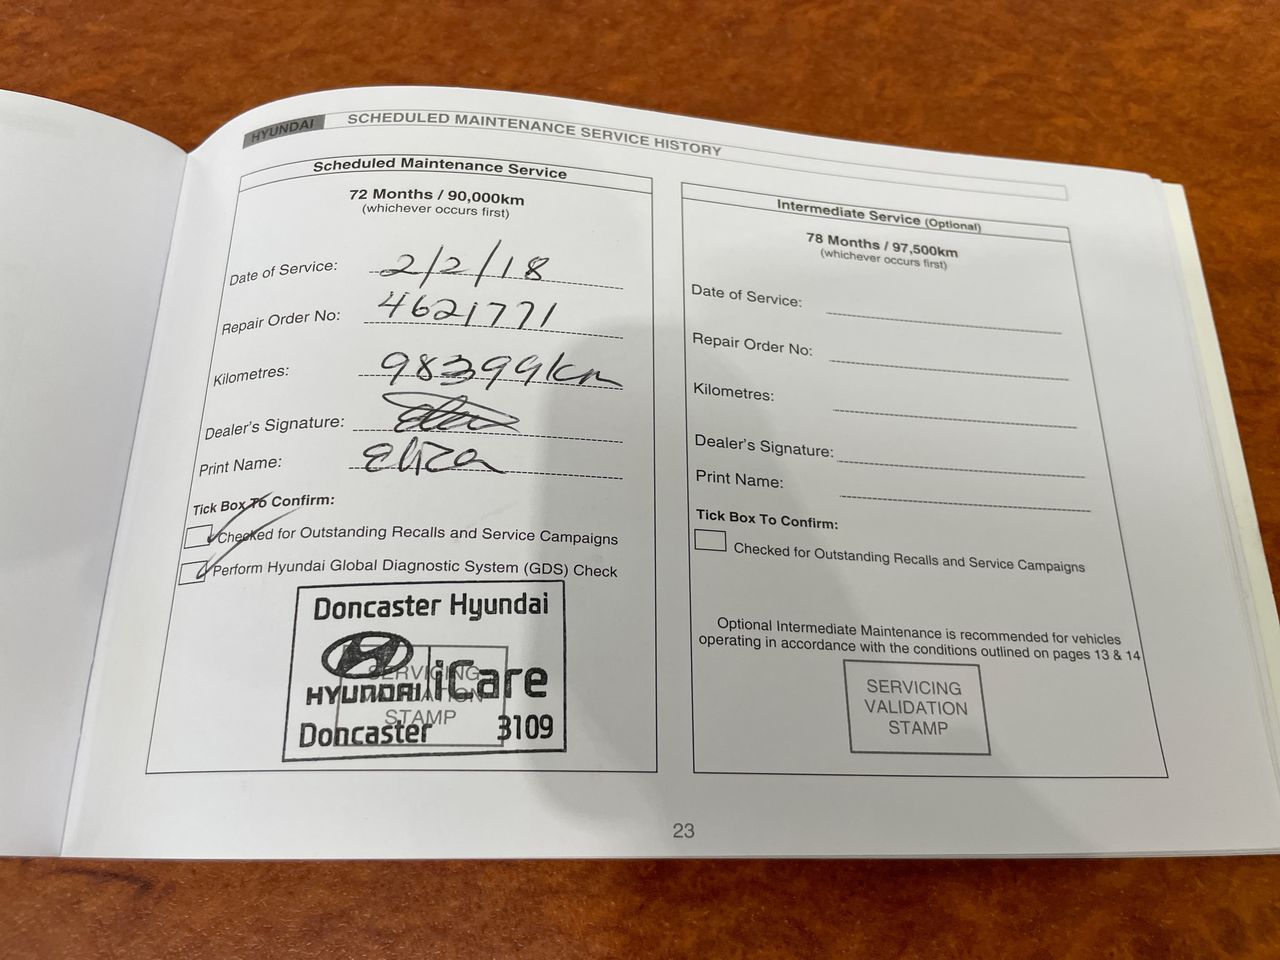 HYUNDAI SCHEDULED MAINTENANCE SERVICE HISTORY
Scheduled Maintenance Service
72 Months / 90,000km
(whichever occurs first)
Date of Service: 2/2/18
Repair Order No: 4621771
Kilometres: 98399km
Dealer's Signature:
Print Name: Eliza
Tick Box To Confirm:
Checked for Outstanding Recalls and Service Campaigns
Perform Hyundai Global Diagnostic System (GDS) Check
SERVICING
VALIDATION
STAMP
Doncaster Hyundai
HYUNDAI iCare
Doncaster 3109
Intermediate Service (Optional)
78 Months / 97,500km
(whichever occurs first)
Date of Service:
Repair Order No:
Kilometres:
Dealer's Signature:
Print Name:
Tick Box To Confirm:
Checked for Outstanding Recalls and Service Campaigns
Optional Intermediate Maintenance is recommended for vehicles
operating in accordance with the conditions outlined on pages 13 & 14
SERVICING
VALIDATION
STAMP
23